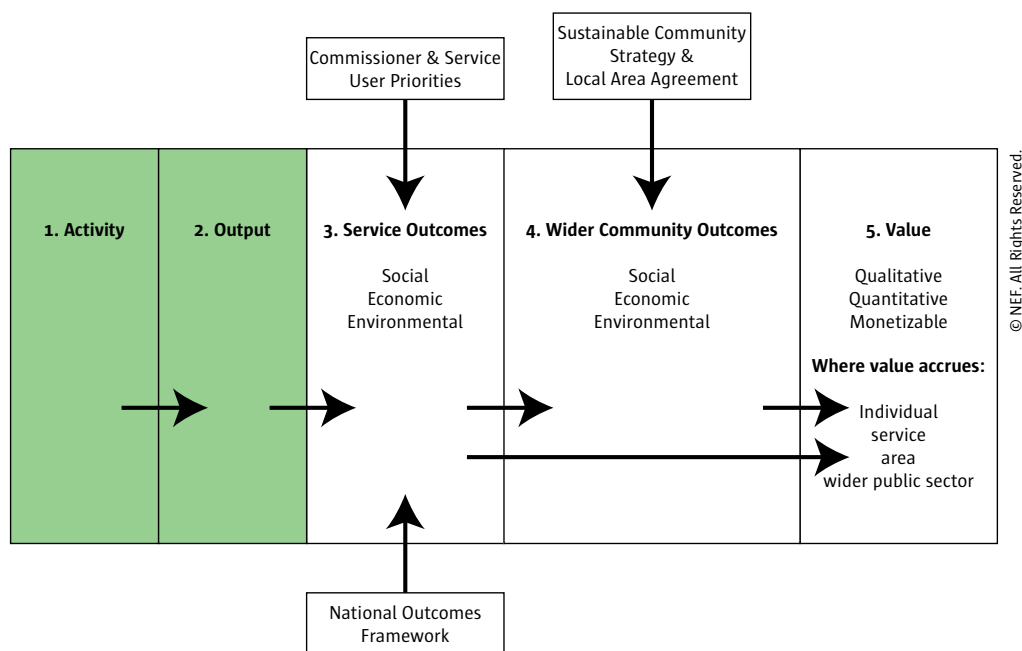 Commissioner & Service
User Priorities
Sustainable Community
Strategy &
Local Area Agreement
1. Activity
2. Output
3. Service Outcomes
Social
Economic
Environmental
4. Wider Community Outcomes
Social
Economic
Environmental
5. Value
Qualitative
Quantitative
Monetizable
Where value accrues:
Individual
service
area
wider public sector
National Outcomes
Framework
© NEF. All Rights Reserved.